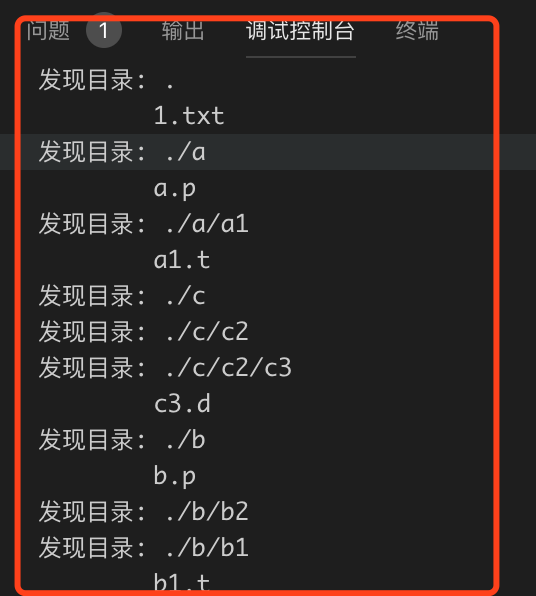 问题 1 输出 调试控制台 终端
发现目录: .
1.txt
发现目录: ./a
a.p
发现目录: ./a/a1
a1.t
发现目录: ./c
发现目录: ./c/c2
发现目录: ./c/c2/c3
c3.d
发现目录: ./b
b.p
发现目录: ./b/b2
发现目录: ./b/b1
b1.t